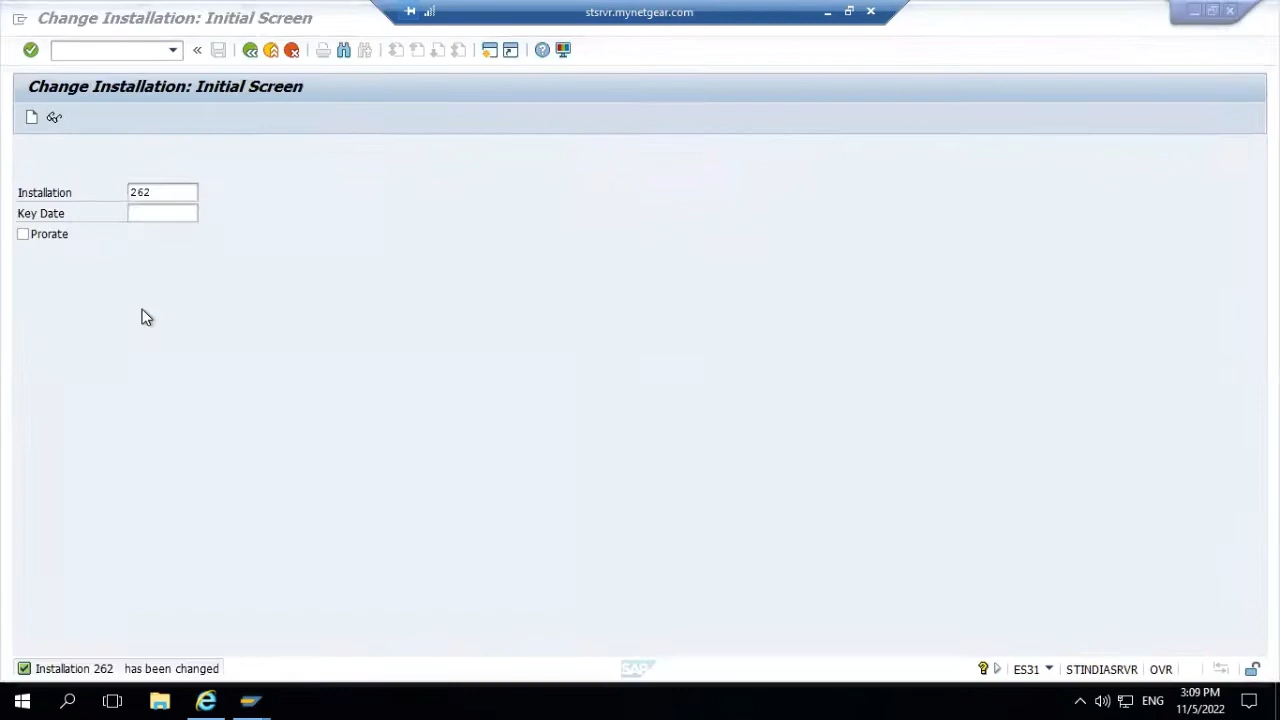 Change Installation: Initial Screen
stsrvr.mynetgear.com
Change Installation: Initial Screen
Installation 262
Key Date
Prorate
Installation 262 has been changed
SAP
ES31
STINDIASRVR
OVR
ENG
3:09 PM
11/5/2022